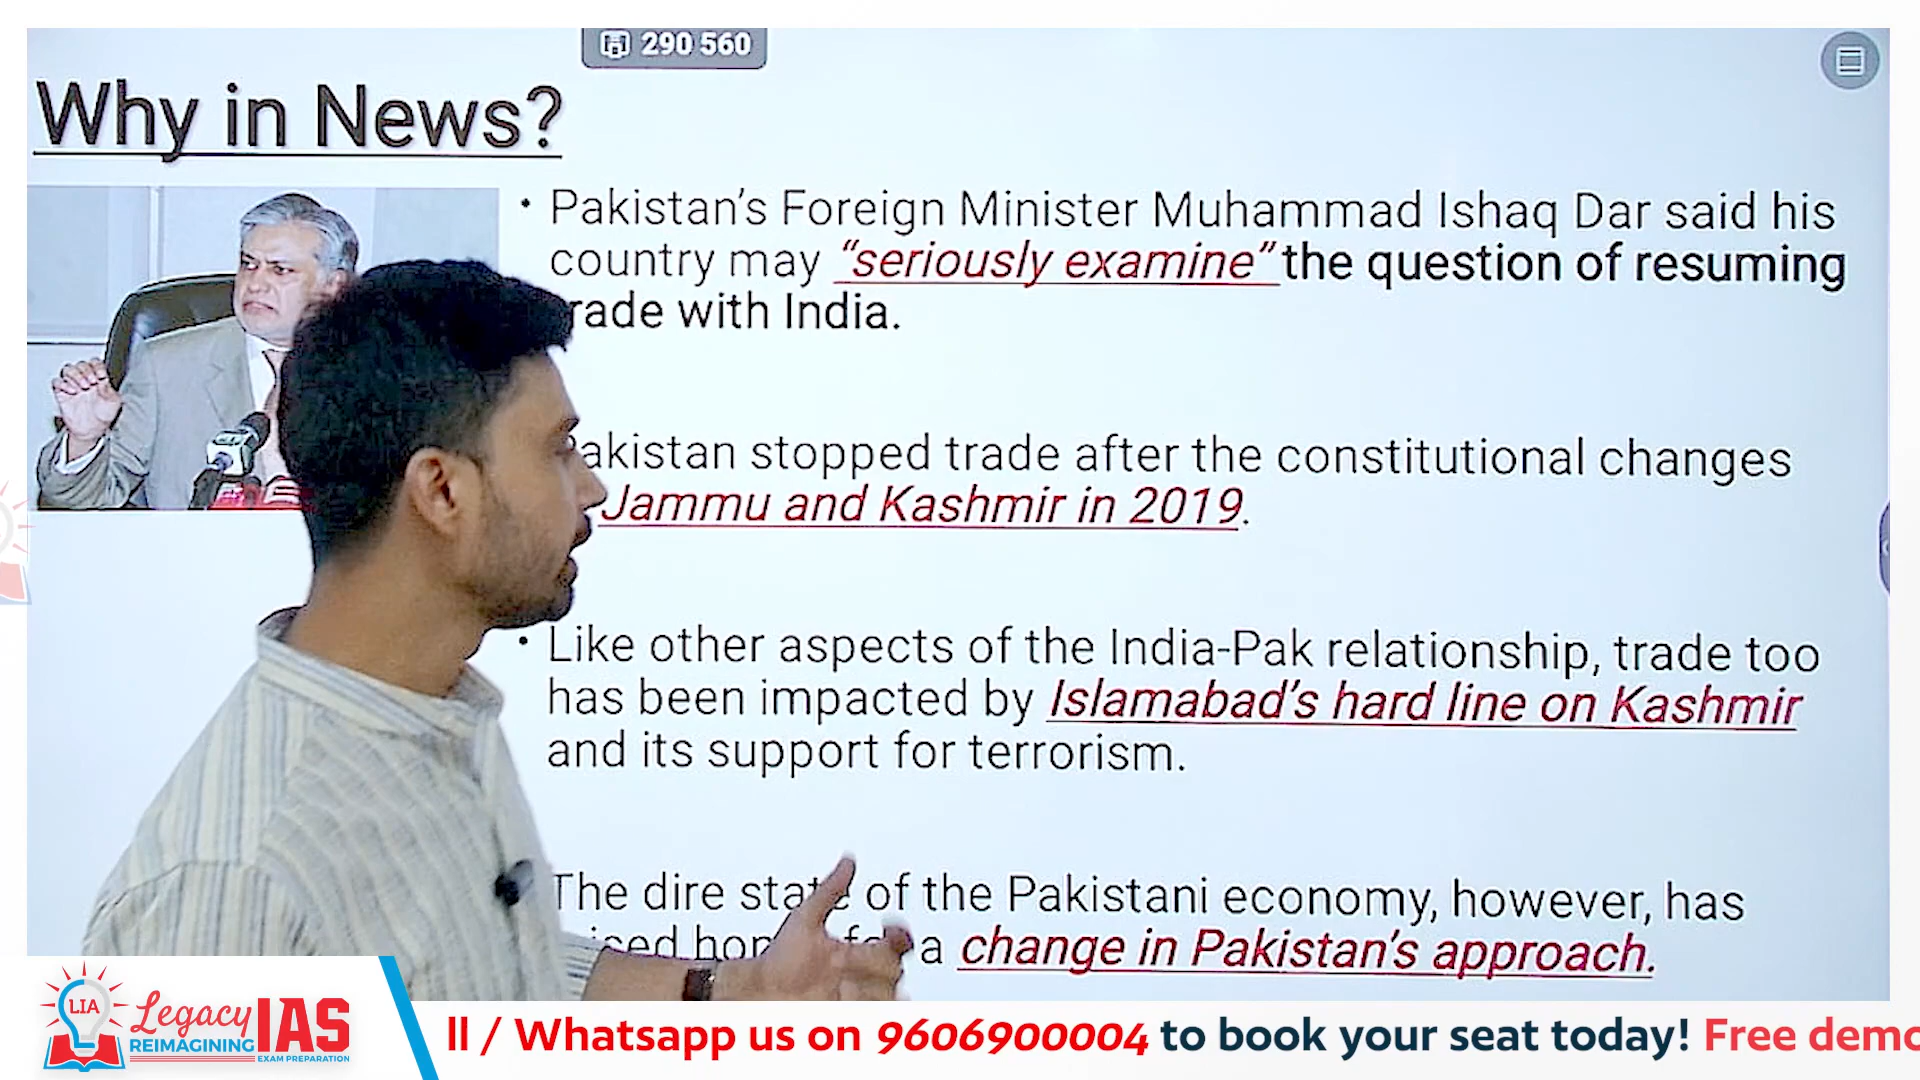 290 560
Why in News?
• Pakistan's Foreign Minister Muhammad Ishaq Dar said his
country may “seriously examine” the question of resuming
rade with India.
akistan stopped trade after the constitutional changes
Jammu and Kashmir in 2019.
• Like other aspects of the India-Pak relationship, trade too
has been impacted by Islamabad's hard line on Kashmir
and its support for terrorism.
The dire state of the Pakistani economy, however, has
a change in Pakistan's approach.
LIA
Legacy IAS
REIMAGINING EXAM PREPARATION
ll / Whatsapp us on 9606900004 to book your seat today! Free demo